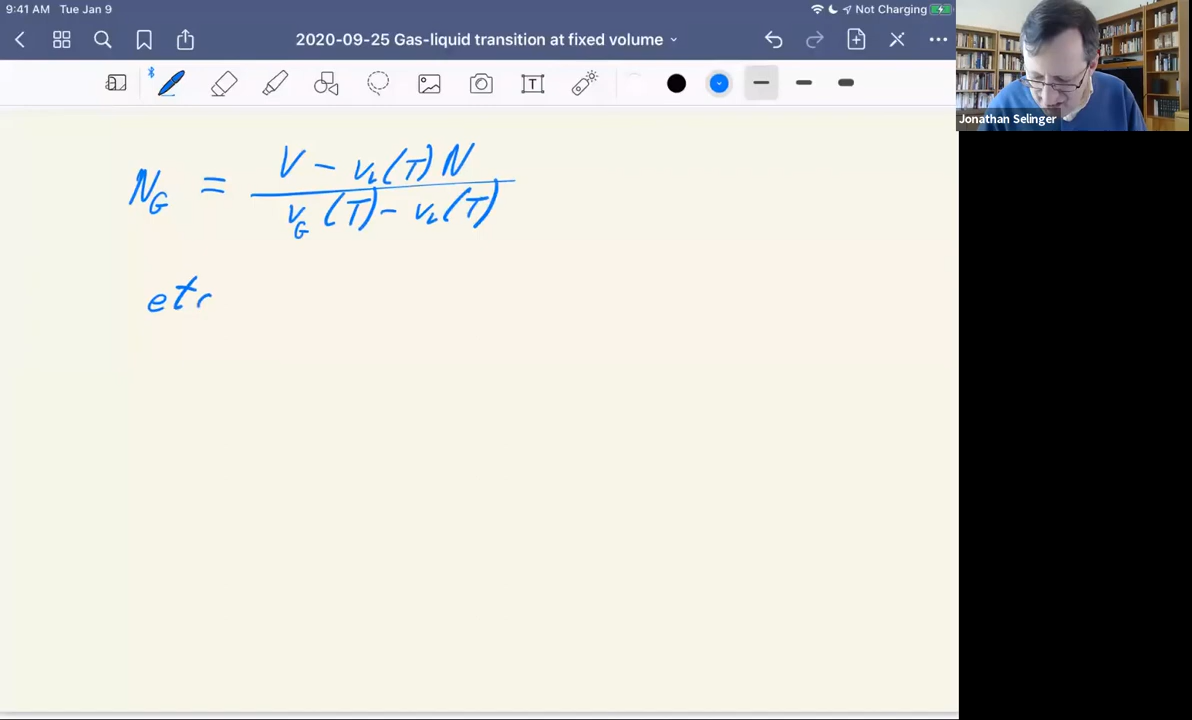 9:41 AM Tue Jan 9
Not Charging
2020-09-25 Gas-liquid transition at fixed volume
T
Jonathan Selinger
N_G = (V - v_L(T) N) / (v_G(T) - v_L(T))
etc